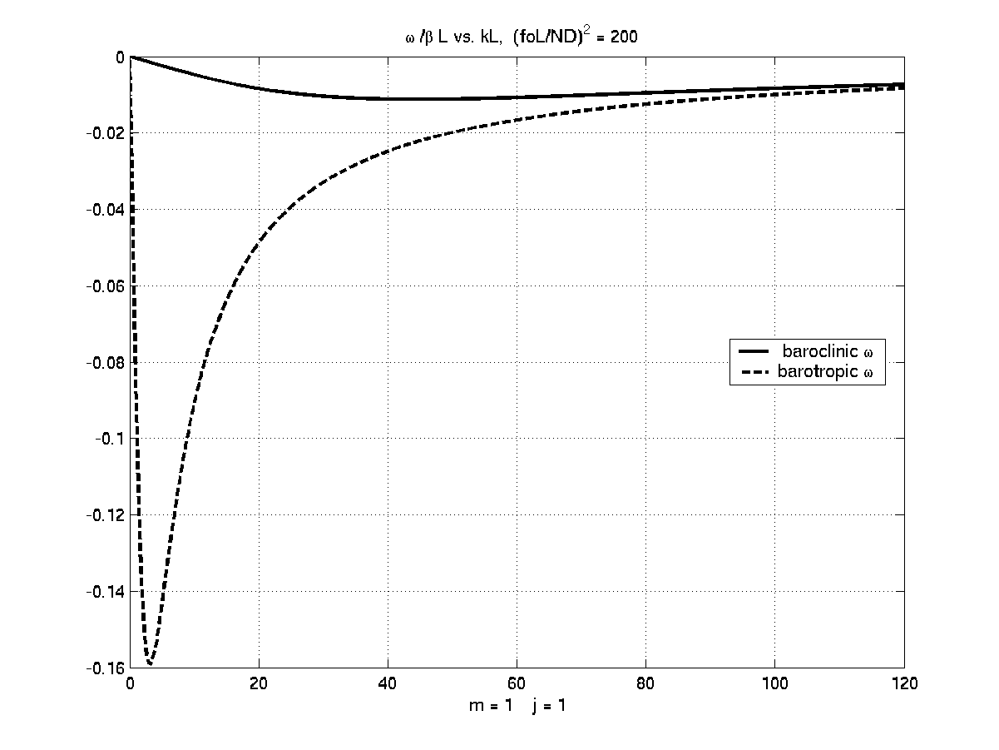 ω /β L vs. kL, (foL/ND)² = 200
0
-0.02
-0.04
-0.06
-0.08
-0.1
-0.12
-0.14
-0.16
baroclinic ω
barotropic ω
0 20 40 60 80 100 120
m = 1 j = 1